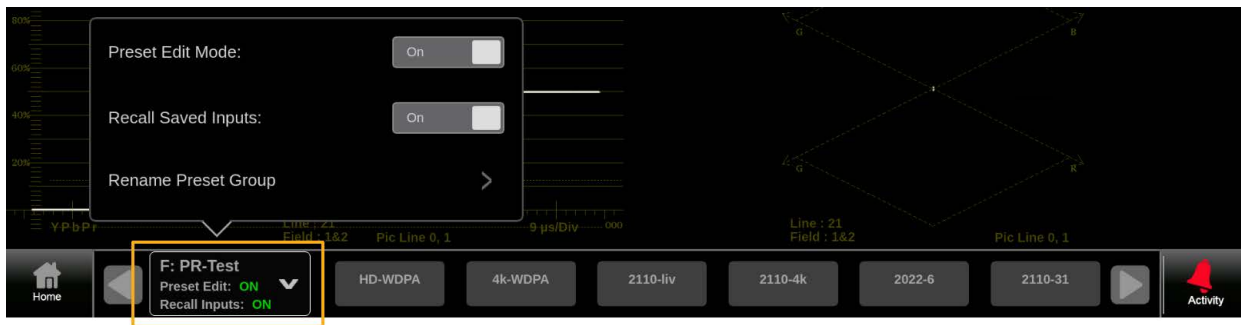 80%
60%
40%
20%
Preset Edit Mode:
On
Recall Saved Inputs:
On
Rename Preset Group
G
B
G
R
YPbPr
Line : 21
Field : 1&2
Pic Line 0, 1
9 µs/Div
000
Line : 21
Field : 1&2
Pic Line 0, 1
Home
F: PR-Test
Preset Edit: ON
Recall Inputs: ON
HD-WDPA
4k-WDPA
2110-liv
2110-4k
2022-6
2110-31
Activity